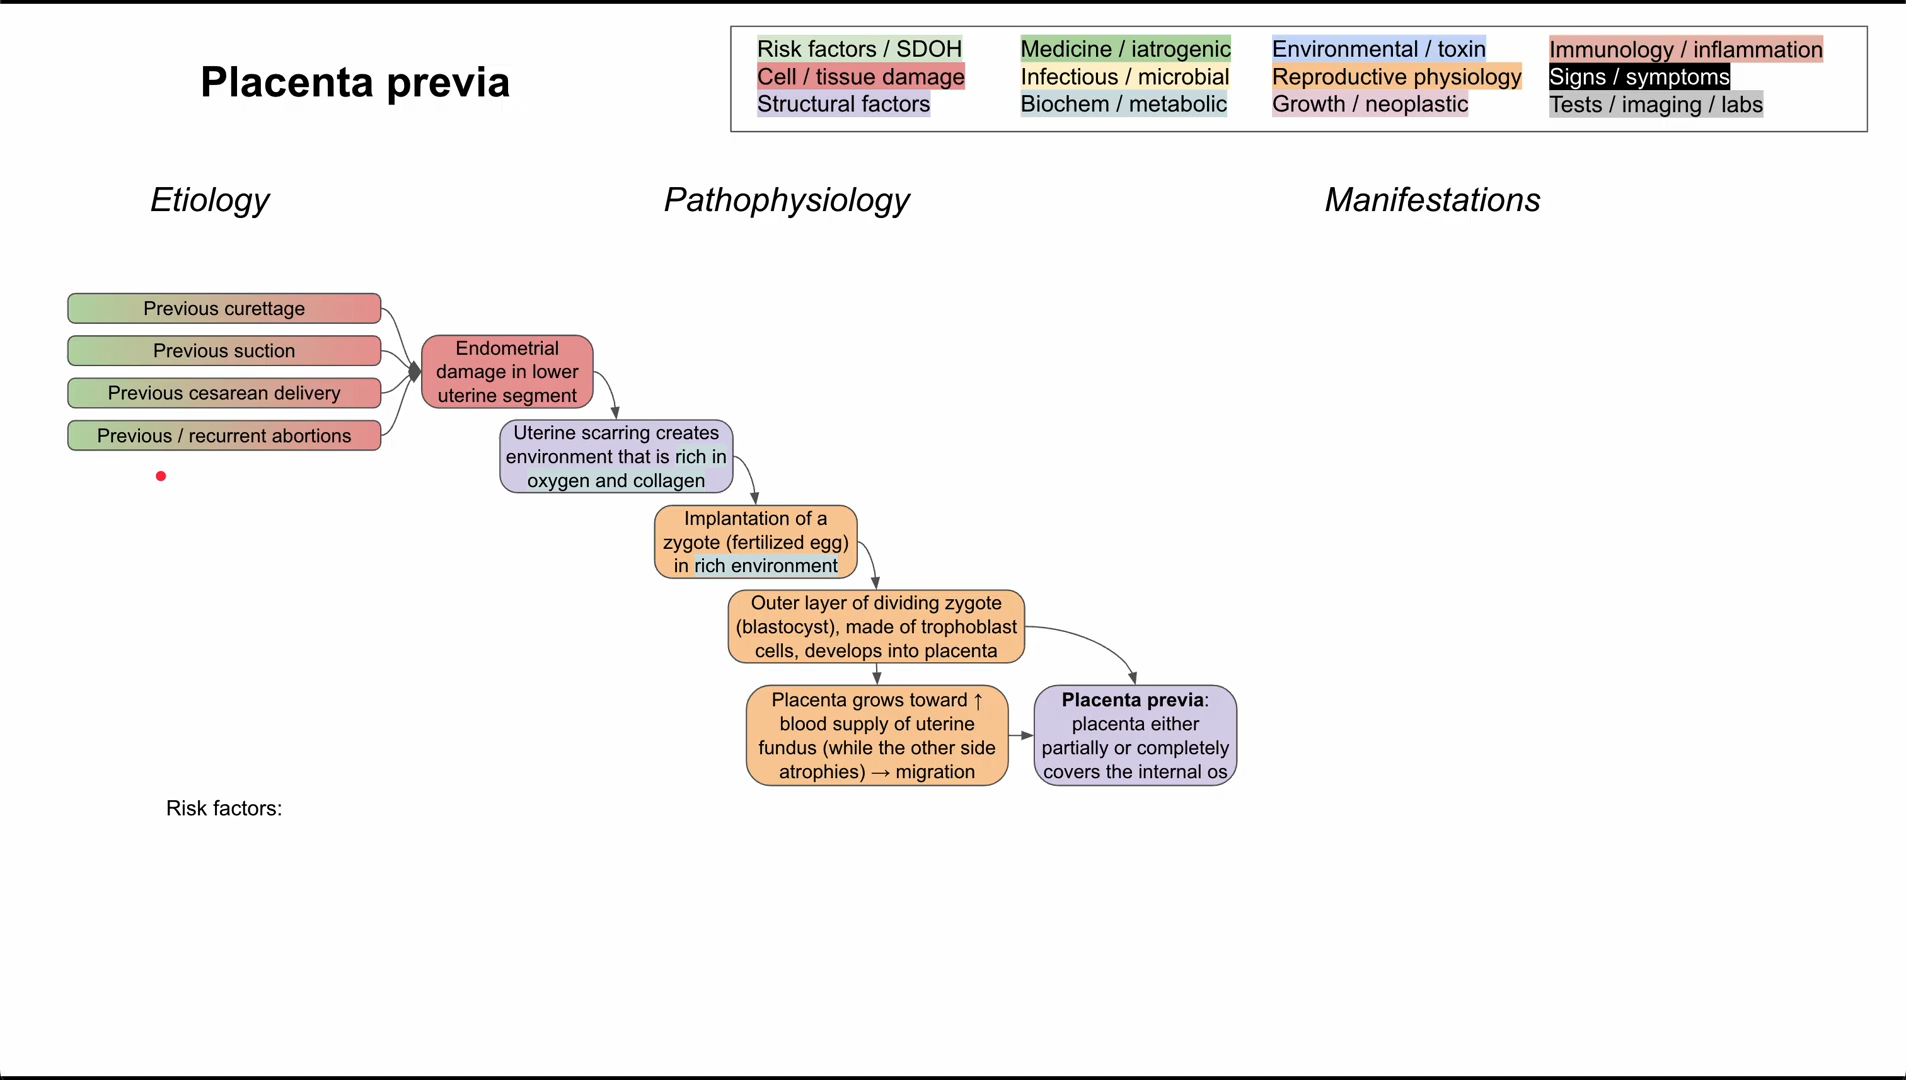 Placenta previa
Risk factors / SDOH
Cell / tissue damage
Structural factors
Medicine / iatrogenic
Infectious / microbial
Biochem / metabolic
Environmental / toxin
Reproductive physiology
Growth / neoplastic
Immunology / inflammation
Signs / symptoms
Tests / imaging / labs
Etiology
Pathophysiology
Manifestations
Previous curettage
Previous suction
Previous cesarean delivery
Previous / recurrent abortions
Endometrial
damage in lower
uterine segment
Uterine scarring creates
environment that is rich in
oxygen and collagen
Implantation of a
zygote (fertilized egg)
in rich environment
Outer layer of dividing zygote
(blastocyst), made of trophoblast
cells, develops into placenta
Placenta grows toward ↑
blood supply of uterine
fundus (while the other side
atrophies) → migration
Placenta previa:
placenta either
partially or completely
covers the internal os
Risk factors: